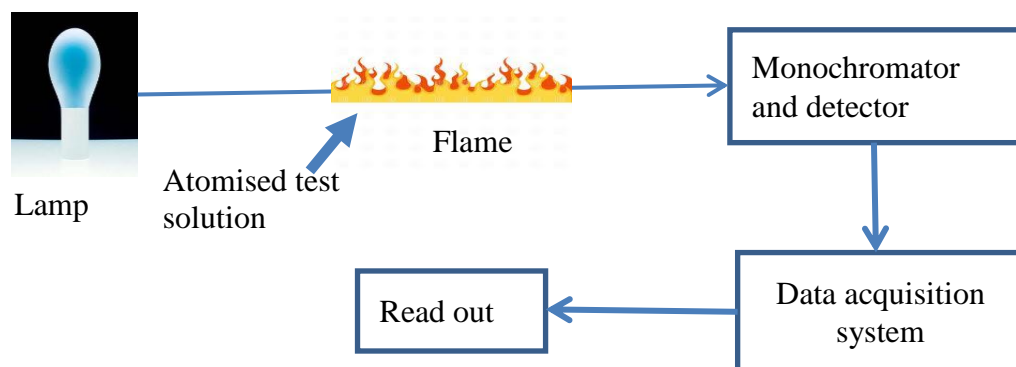 Monochromator
and detector
Flame
Atomised test
solution
Lamp
Data acquisition
system
Read out